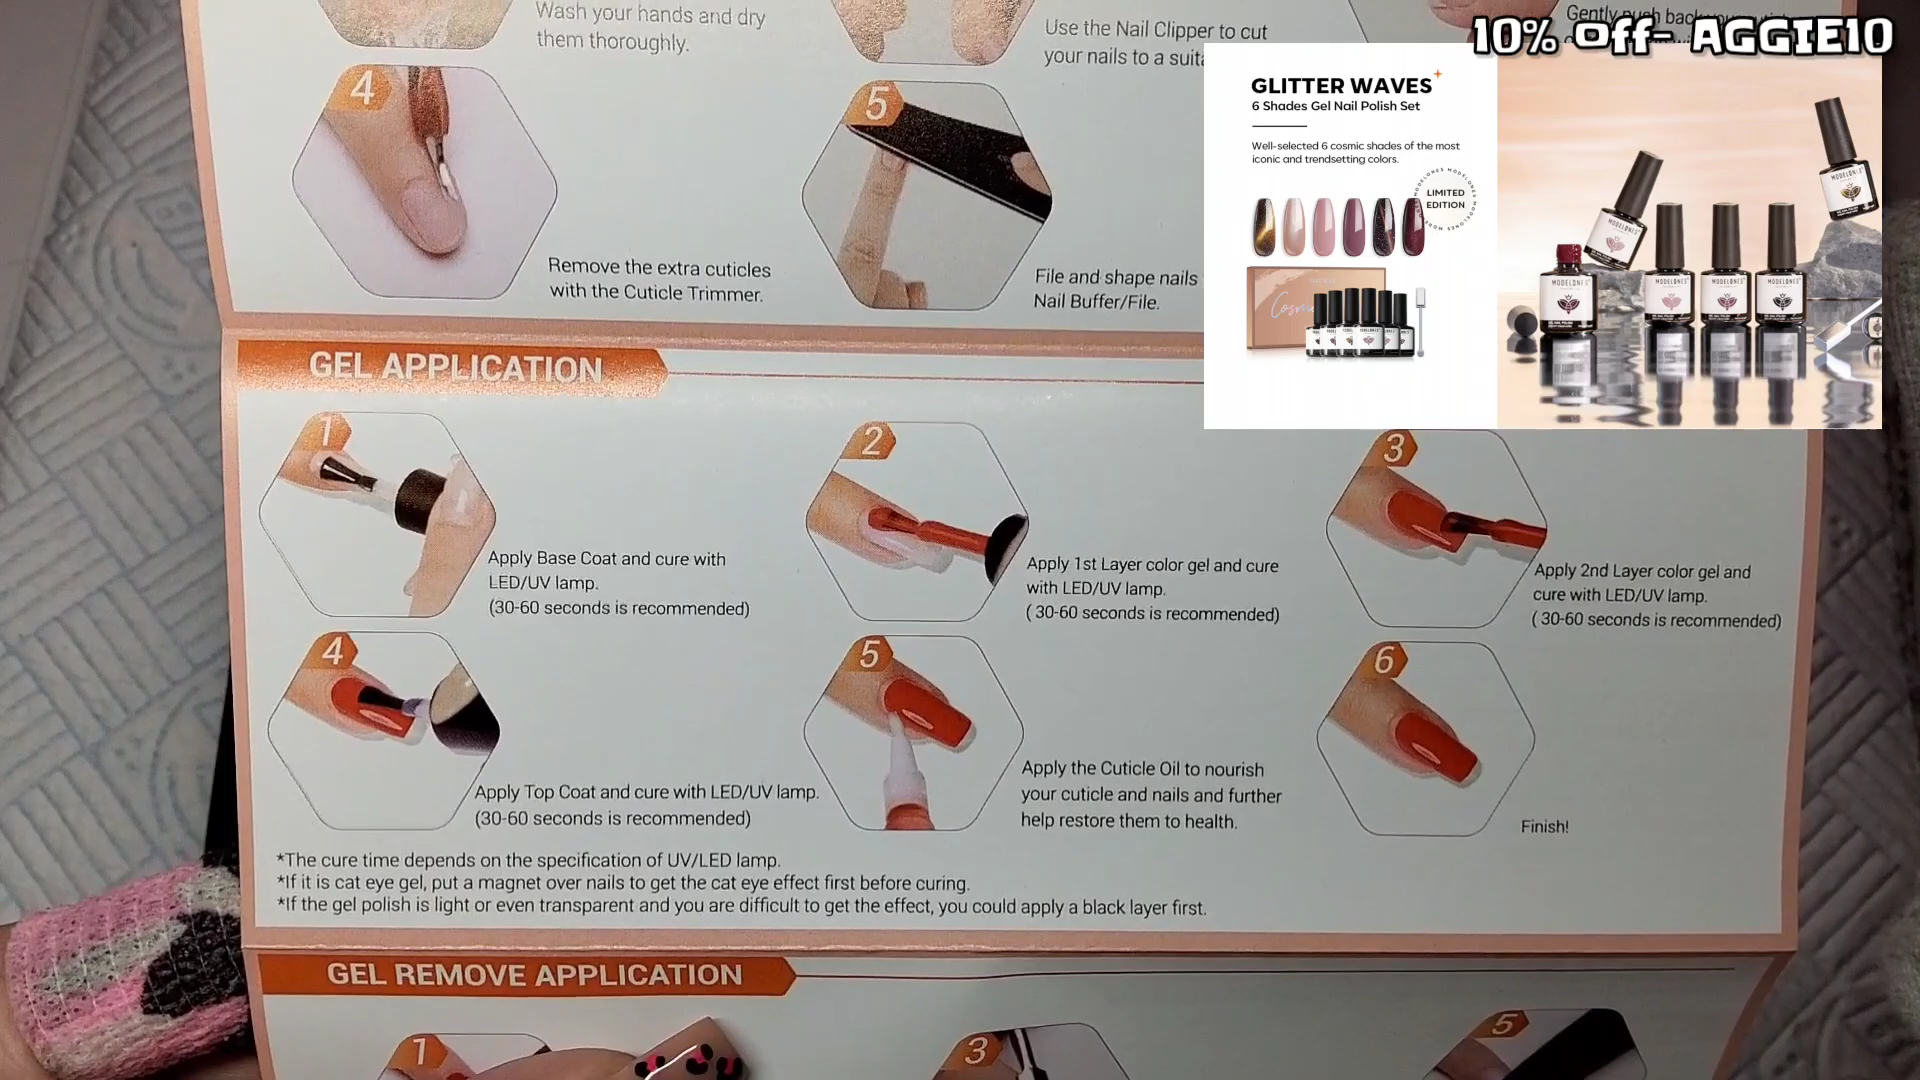 Wash your hands and dry
them thoroughly.
Use the Nail Clipper to cut
your nails to a
Gently push back
10% Off- AGGIE10
4
Remove the extra cuticles
with the Cuticle Trimmer.
5
File and shape nails
Nail Buffer/File.
GLITTER WAVES
6 Shades Gel Nail Polish Set
Well-selected 6 cosmic shades of the most
iconic and trendsetting colors.
LIMITED
EDITION
MODELONES
MODELONES
MODELONES
MODELONES
MODELONES
MODELONES
GEL APPLICATION
1
Apply Base Coat and cure with
LED/UV lamp.
(30-60 seconds is recommended)
2
Apply 1st Layer color gel and cure
with LED/UV lamp.
( 30-60 seconds is recommended)
3
Apply 2nd Layer color gel and
cure with LED/UV lamp.
( 30-60 seconds is recommended)
4
Apply Top Coat and cure with LED/UV lamp.
(30-60 seconds is recommended)
5
Apply the Cuticle Oil to nourish
your cuticle and nails and further
help restore them to health.
6
Finish!
*The cure time depends on the specification of UV/LED lamp.
*If it is cat eye gel, put a magnet over nails to get the cat eye effect first before curing.
*If the gel polish is light or even transparent and you are difficult to get the effect, you could apply a black layer first.
GEL REMOVE APPLICATION
1
3
5